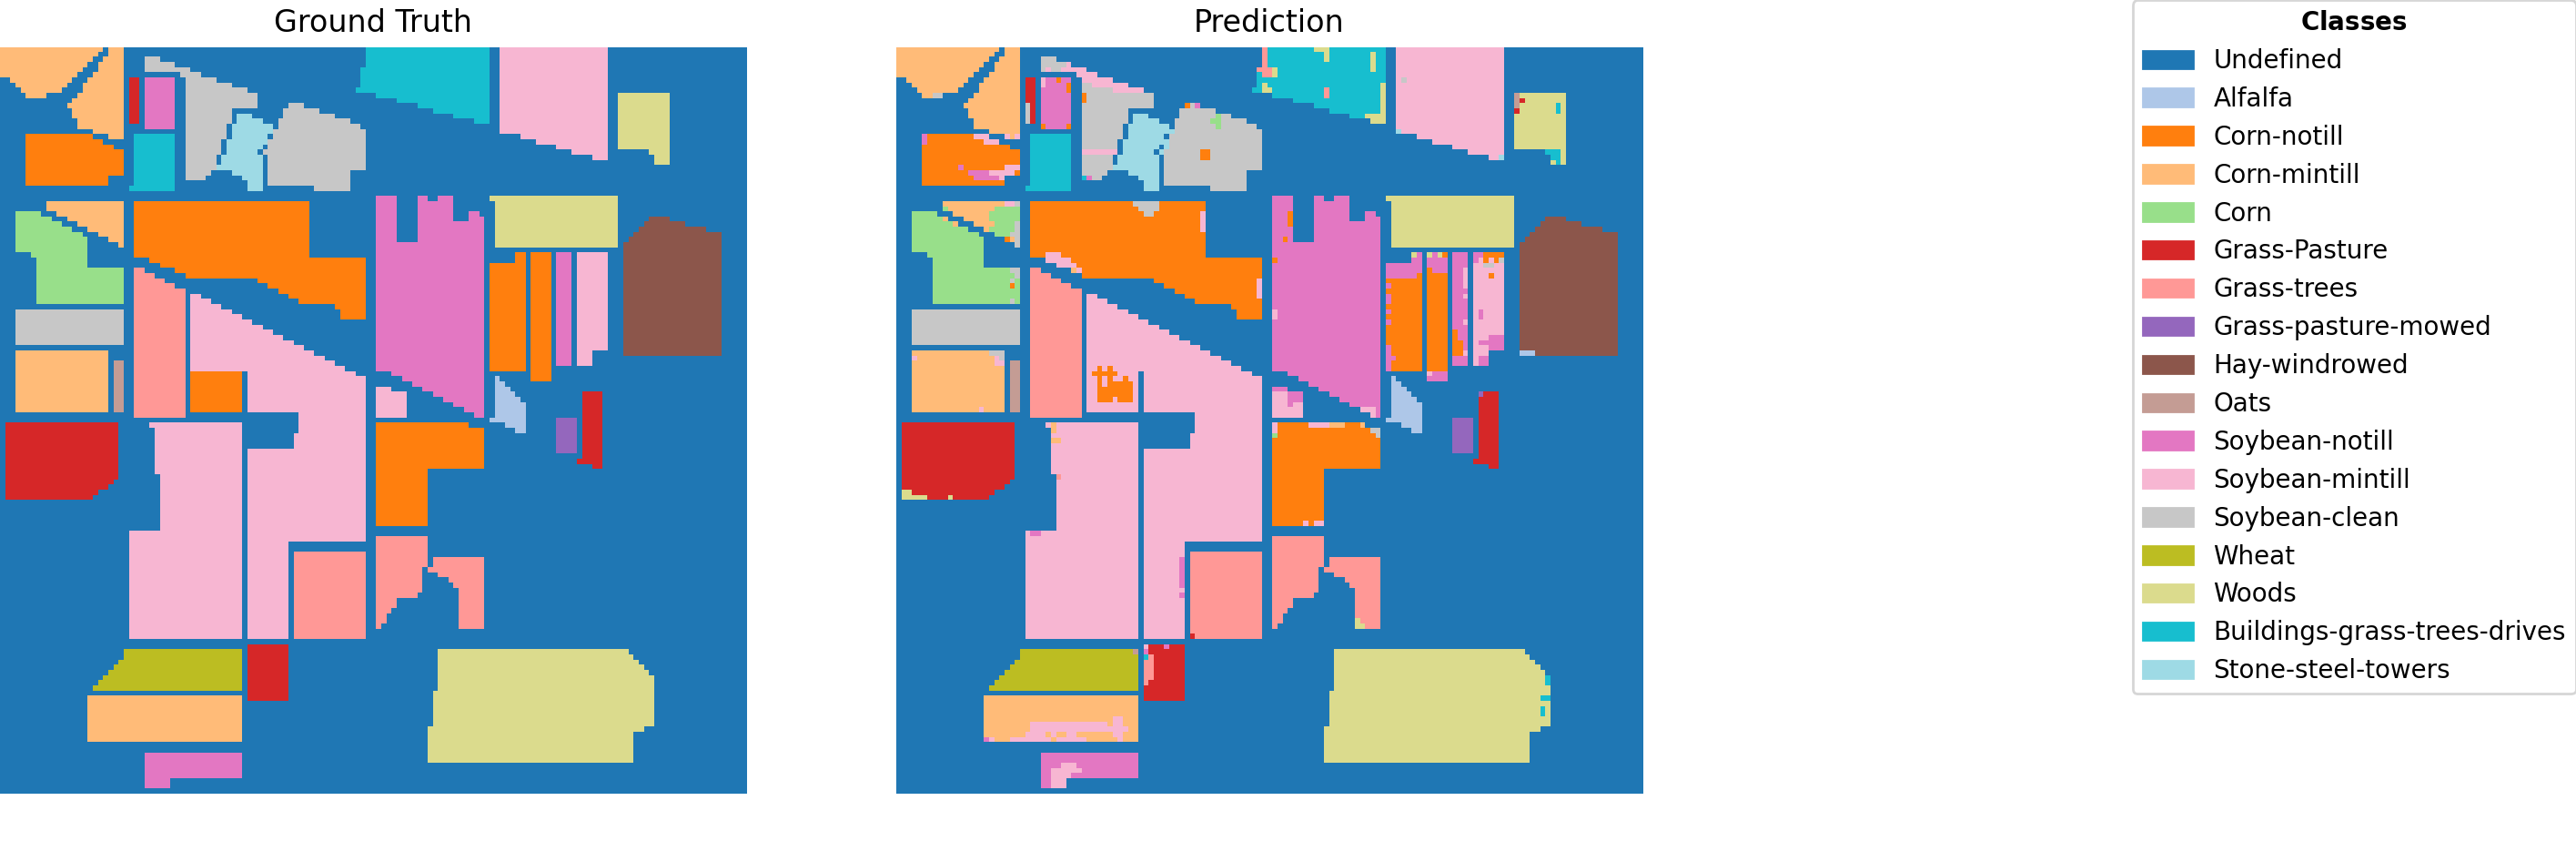 Ground Truth
Prediction
Classes
Undefined
Alfalfa
Corn-notill
Corn-mintill
Corn
Grass-Pasture
Grass-trees
Grass-pasture-mowed
Hay-windrowed
Oats
Soybean-notill
Soybean-mintill
Soybean-clean
Wheat
Woods
Buildings-grass-trees-drives
Stone-steel-towers